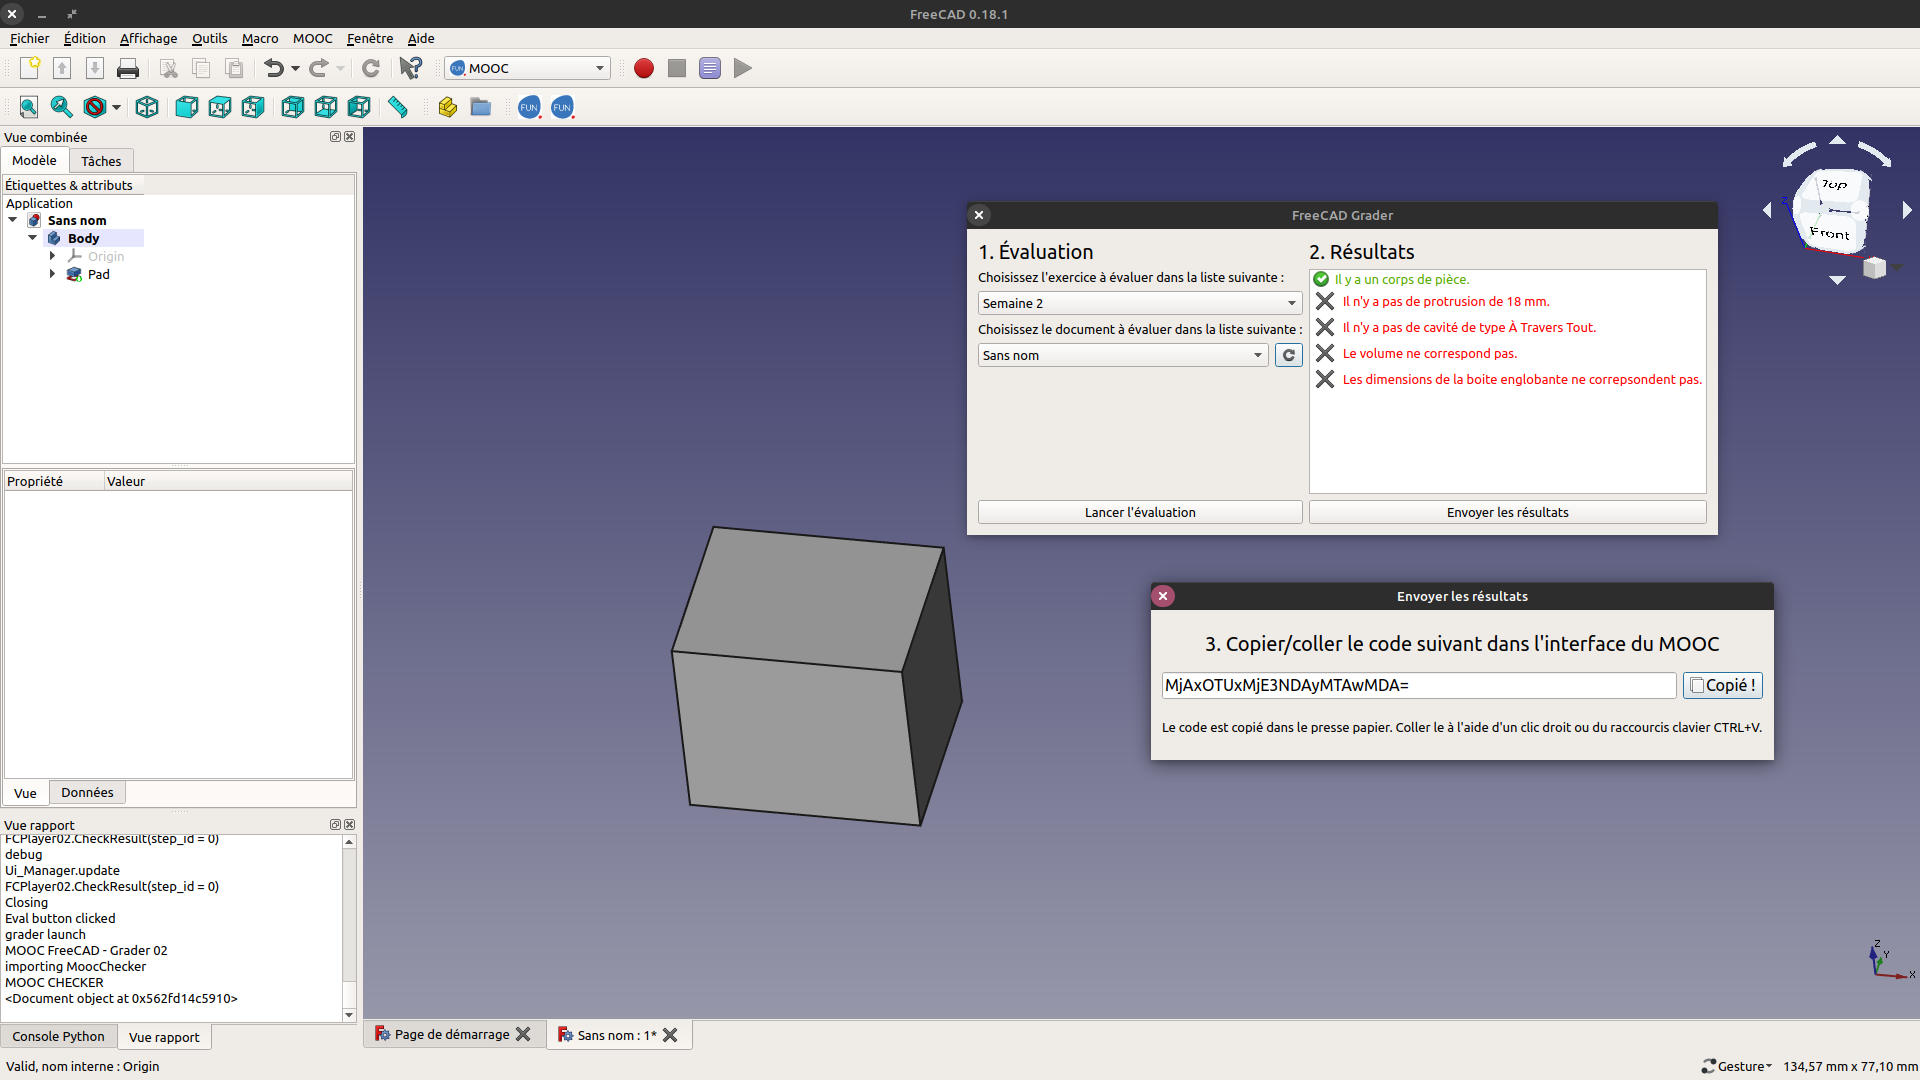 FreeCAD 0.18.1
Fichier Édition Affichage Outils Macro MOOC Fenêtre Aide
FUN MOOC
FUN FUN
Vue combinée
Modèle Tâches
Étiquettes & attributs
Application
Sans nom
Body
Origin
Pad
Propriété Valeur
Vue Données
Vue rapport
FCPlayer02.CheckResult(step_id = 0)
debug
Ui_Manager.update
FCPlayer02.CheckResult(step_id = 0)
Closing
Eval button clicked
grader launch
MOOC FreeCAD - Grader 02
importing MoocChecker
MOOC CHECKER
<Document object at 0x562fd14c5910>
Console Python Vue rapport
Valid, nom interne : Origin
Top
Front
Z
FreeCAD Grader
1. Évaluation
Choisissez l'exercice à évaluer dans la liste suivante :
Semaine 2
Choisissez le document à évaluer dans la liste suivante :
Sans nom
Lancer l'évaluation
2. Résultats
Il y a un corps de pièce.
Il n'y a pas de protrusion de 18 mm.
Il n'y a pas de cavité de type À Travers Tout.
Le volume ne correspond pas.
Les dimensions de la boite englobante ne correpsondent pas.
Envoyer les résultats
Envoyer les résultats
3. Copier/coller le code suivant dans l'interface du MOOC
MjAxOTUxMjE3NDAyMTAwMDA=
Copié !
Le code est copié dans le presse papier. Coller le à l'aide d'un clic droit ou du raccourcis clavier CTRL+V.
Z
Y
X
Page de démarrage Sans nom : 1*
Gesture 134,57 mm x 77,10 mm